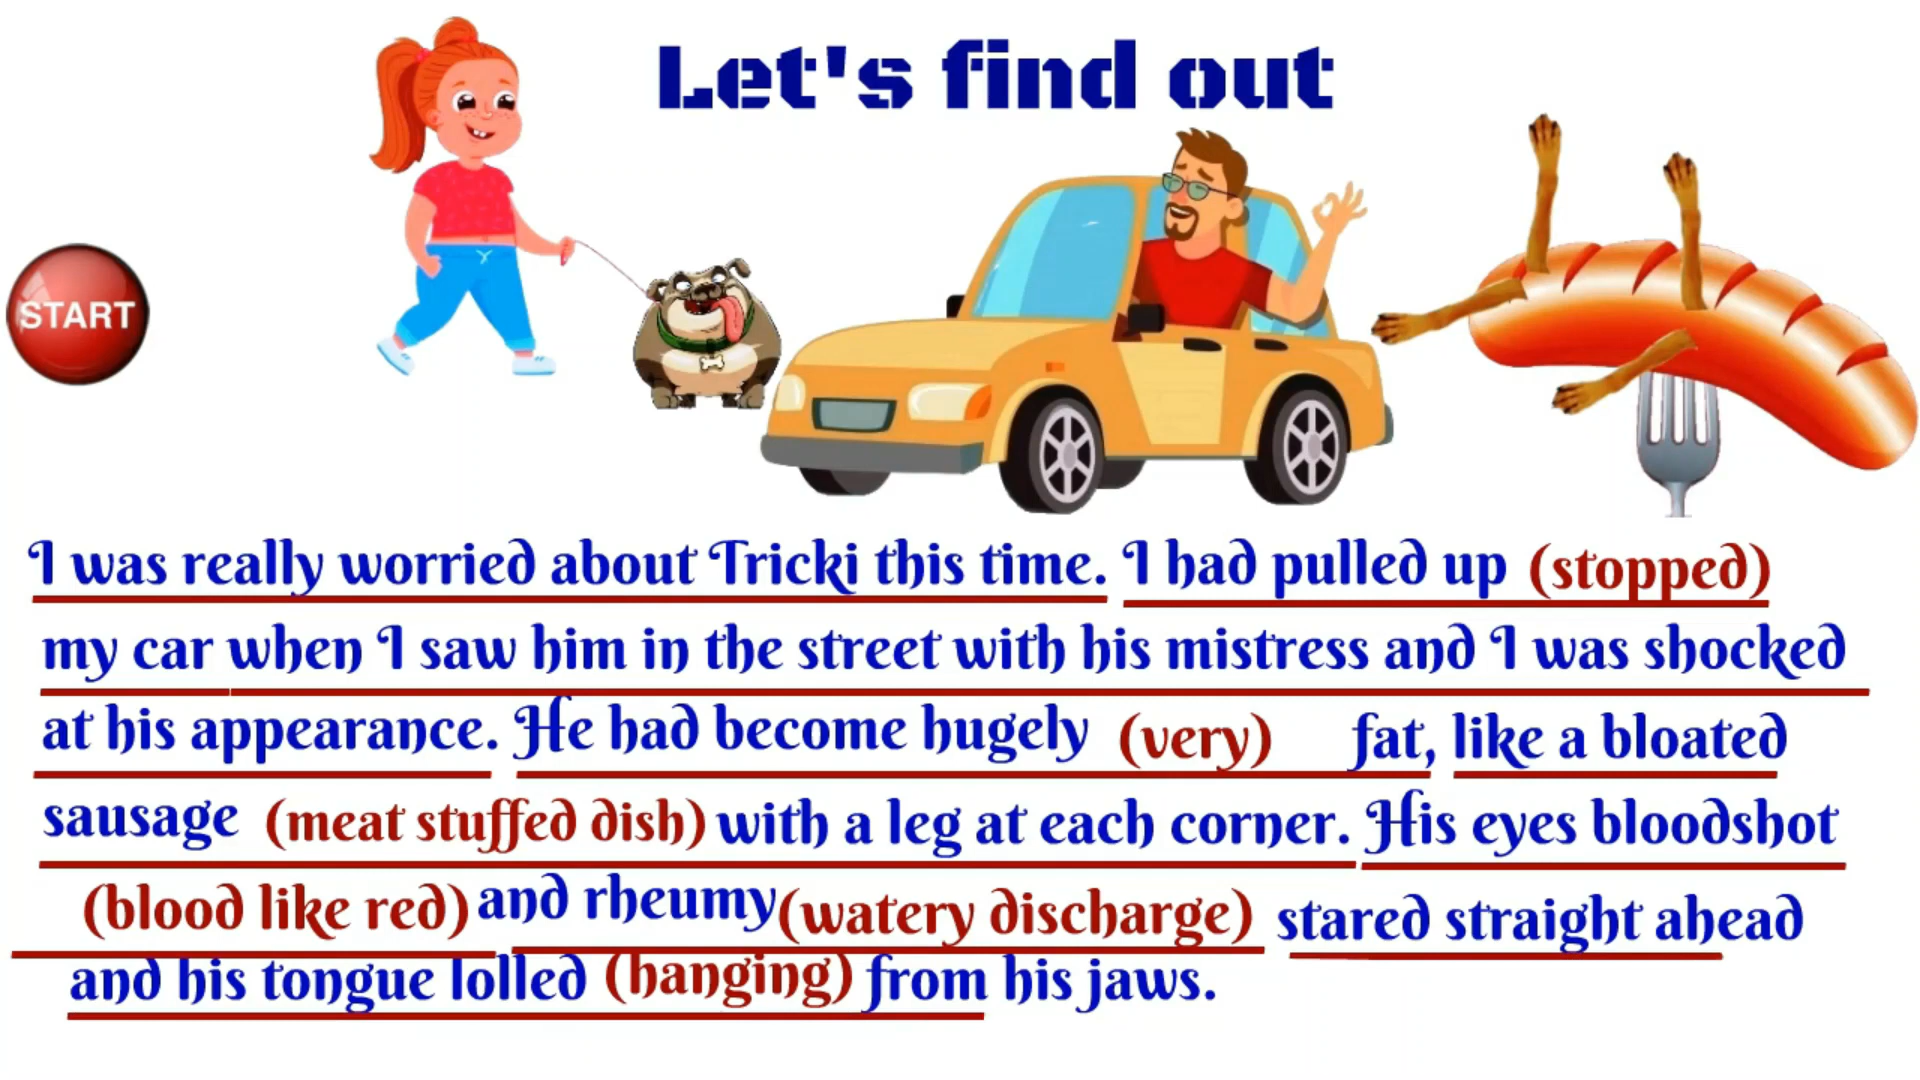 Let's find out
START
I was really worried about Tricki this time. I had pulled up (stopped)
my car when I saw him in the street with his mistress and I was shocked
at his appearance. He had become hugely (very) fat, like a bloated
sausage (meat stuffed dish) with a leg at each corner. His eyes bloodshot
(blood like red) and rheumy (watery discharge) stared straight ahead
and his tongue lolled (hanging) from his jaws.